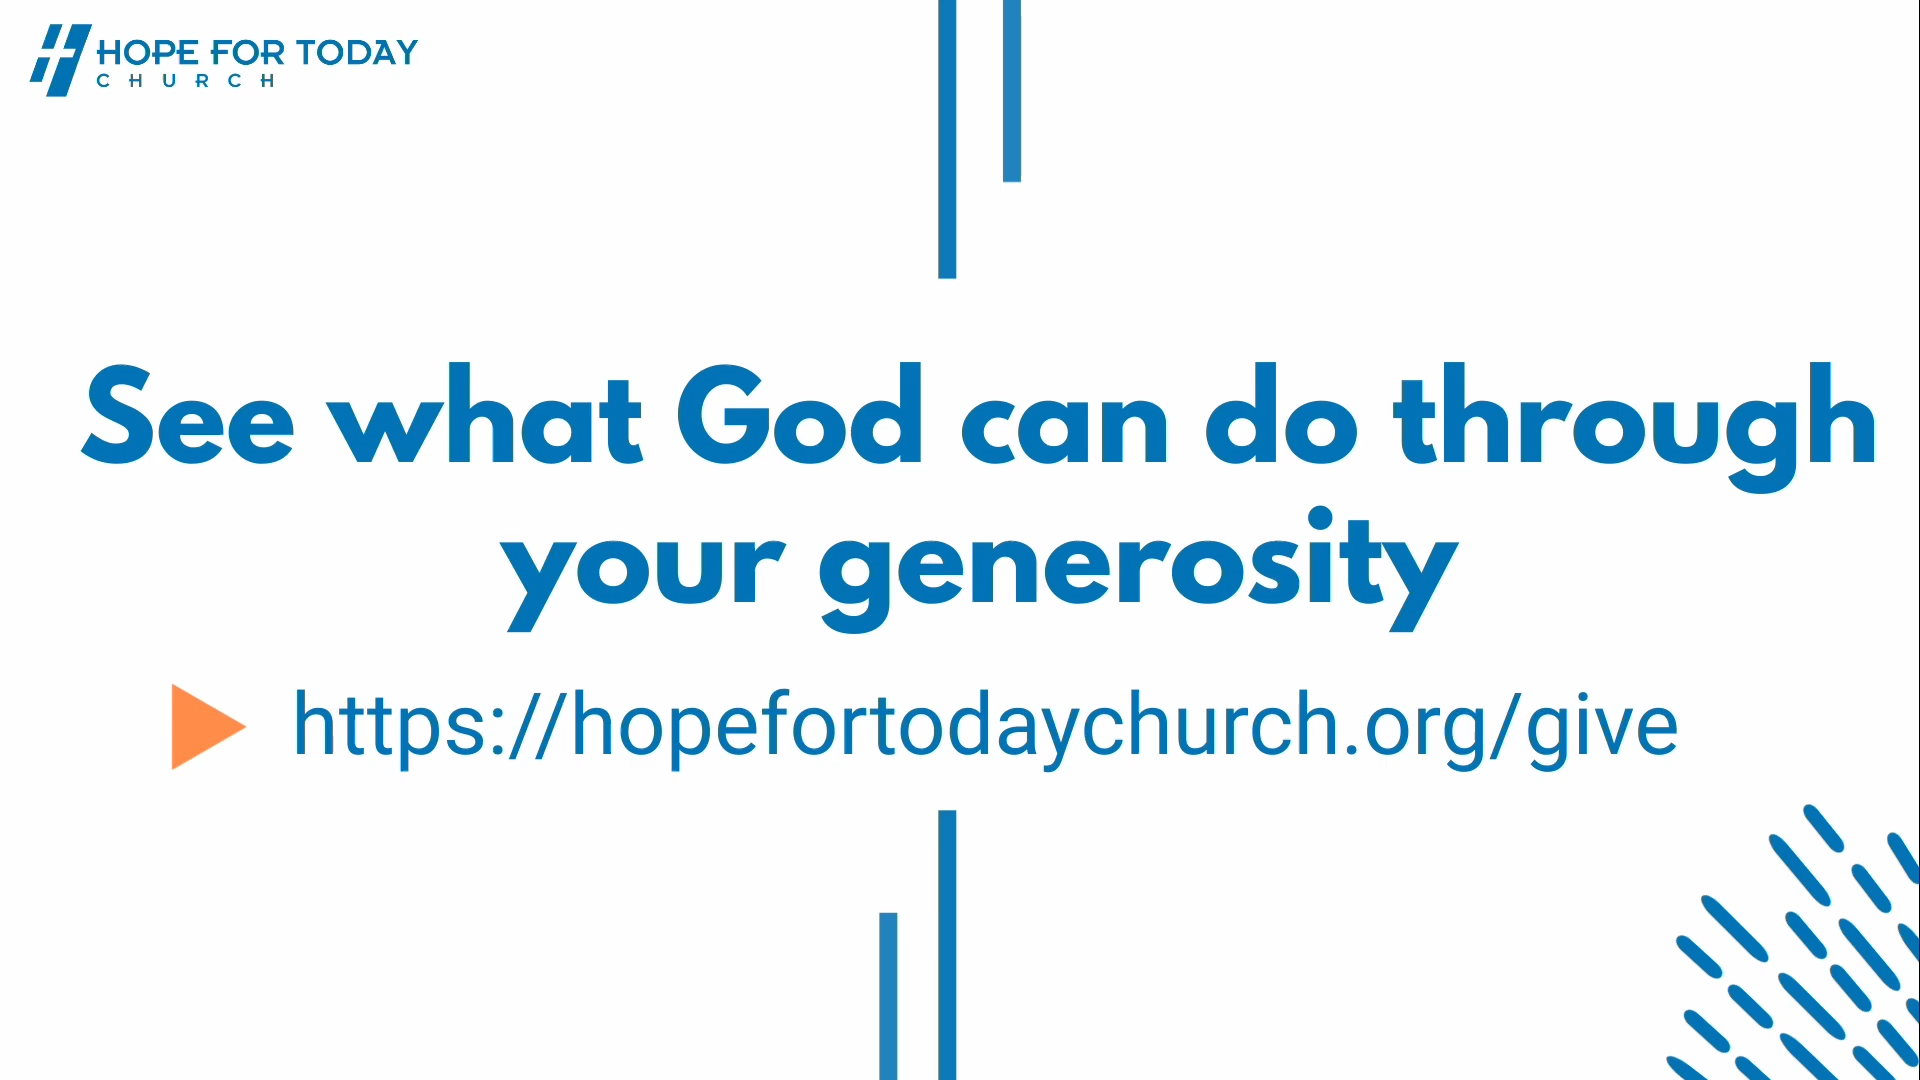 HOPE FOR TODAY
CHURCH
See what God can do through
your generosity
https://hopefortodaychurch.org/give